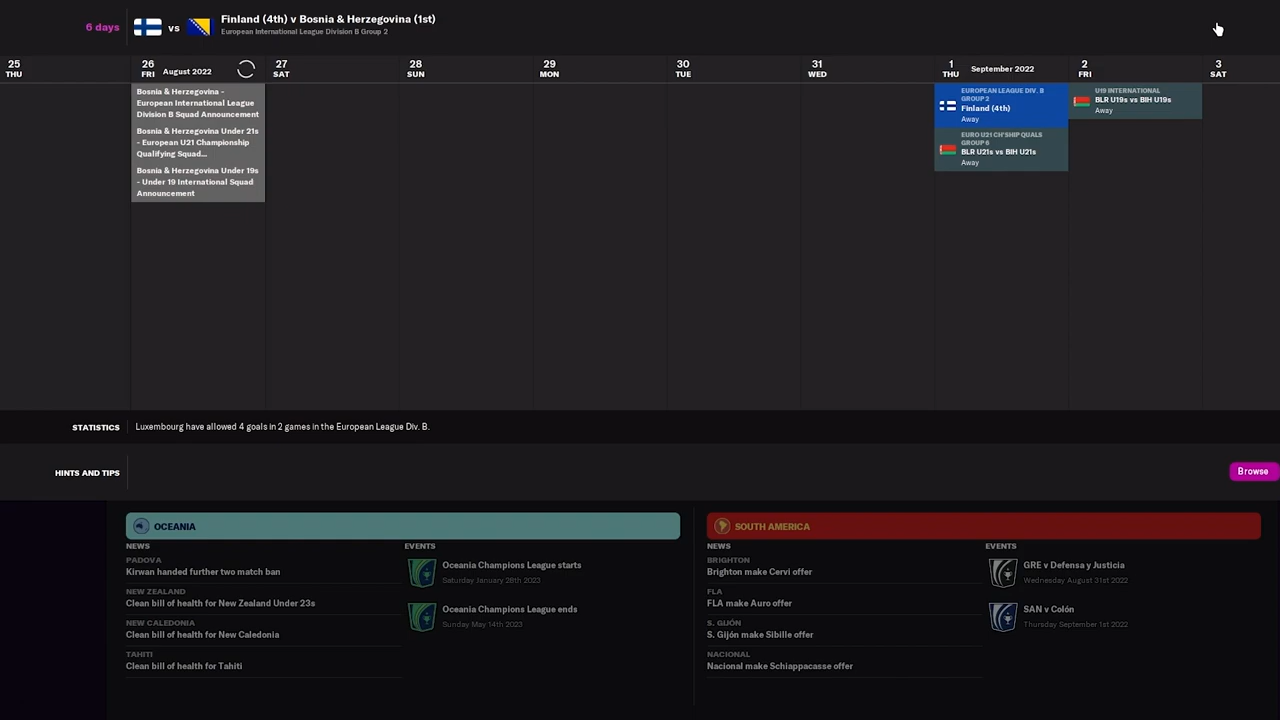 6 days
vs
Finland (4th) v Bosnia & Herzegovina (1st)
European International League Division B Group 2
25
THU
26
FRI
August 2022
27
SAT
28
SUN
29
MON
30
TUE
31
WED
1
THU
September 2022
2
FRI
3
SAT
Bosnia & Herzegovina -
European International League
Division B Squad Announcement
Bosnia & Herzegovina Under 21s
- European U21 Championship
Qualifying Squad...
Bosnia & Herzegovina Under 19s
- Under 19 International Squad
Announcement
EUROPEAN LEAGUE DIV. B
GROUP 2
Finland (4th)
Away
EURO U21 CH'SHIP QUALS
GROUP 6
BLR U21s vs BIH U21s
Away
U19 INTERNATIONAL
BLR U19s vs BIH U19s
Away
STATISTICS
Luxembourg have allowed 4 goals in 2 games in the European League Div. B.
HINTS AND TIPS
Browse
OCEANIA
NEWS
PADOVA
Kirwan handed further two match ban
NEW ZEALAND
Clean bill of health for New Zealand Under 23s
NEW CALEDONIA
Clean bill of health for New Caledonia
TAHITI
Clean bill of health for Tahiti
EVENTS
Oceania Champions League starts
Saturday January 28th 2023
Oceania Champions League ends
Sunday May 14th 2023
SOUTH AMERICA
NEWS
BRIGHTON
Brighton make Cervi offer
FLA
FLA make Auro offer
S. GIJÓN
S. Gijón make Sibille offer
NACIONAL
Nacional make Schiappacasse offer
EVENTS
GRE v Defensa y Justicia
Wednesday August 31st 2022
SAN v Colón
Thursday September 1st 2022